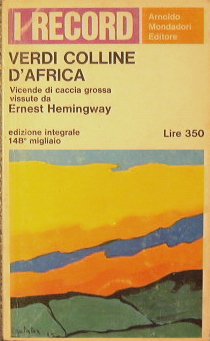 I RECORD
Arnoldo
Mondadori
Editore
VERDI COLLINE
D'AFRICA
Vicende di caccia grossa
vissute da
Ernest Hemingway
edizione integrale
148° migliaio
Lire 350